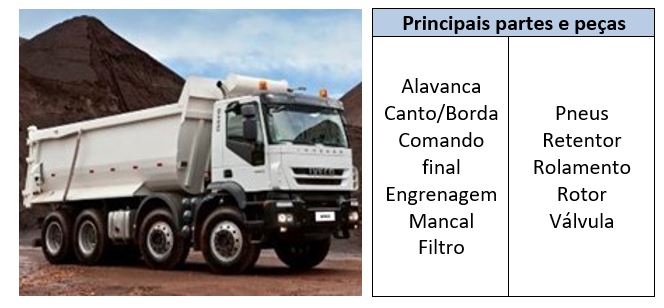 IVECO
Principais partes e peças
Alavanca
Canto/Borda
Comando
final
Engrenagem
Mancal
Filtro
Pneus
Retentor
Rolamento
Rotor
Válvula